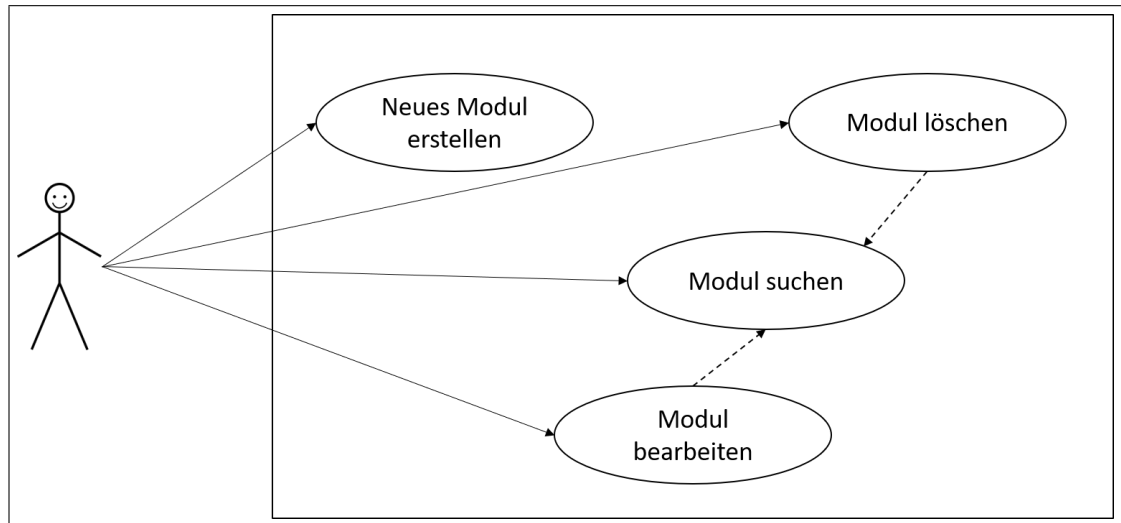 Neues Modul
erstellen
Modul löschen
Modul suchen
Modul
bearbeiten